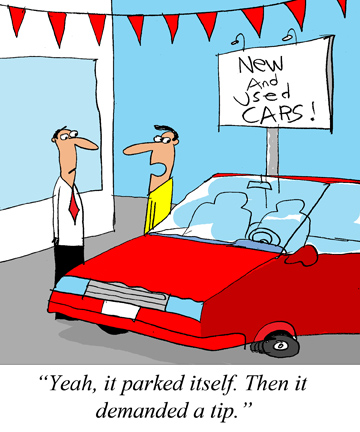 New
And
Used
CARS!
“Yeah, it parked itself. Then it
demanded a tip.”